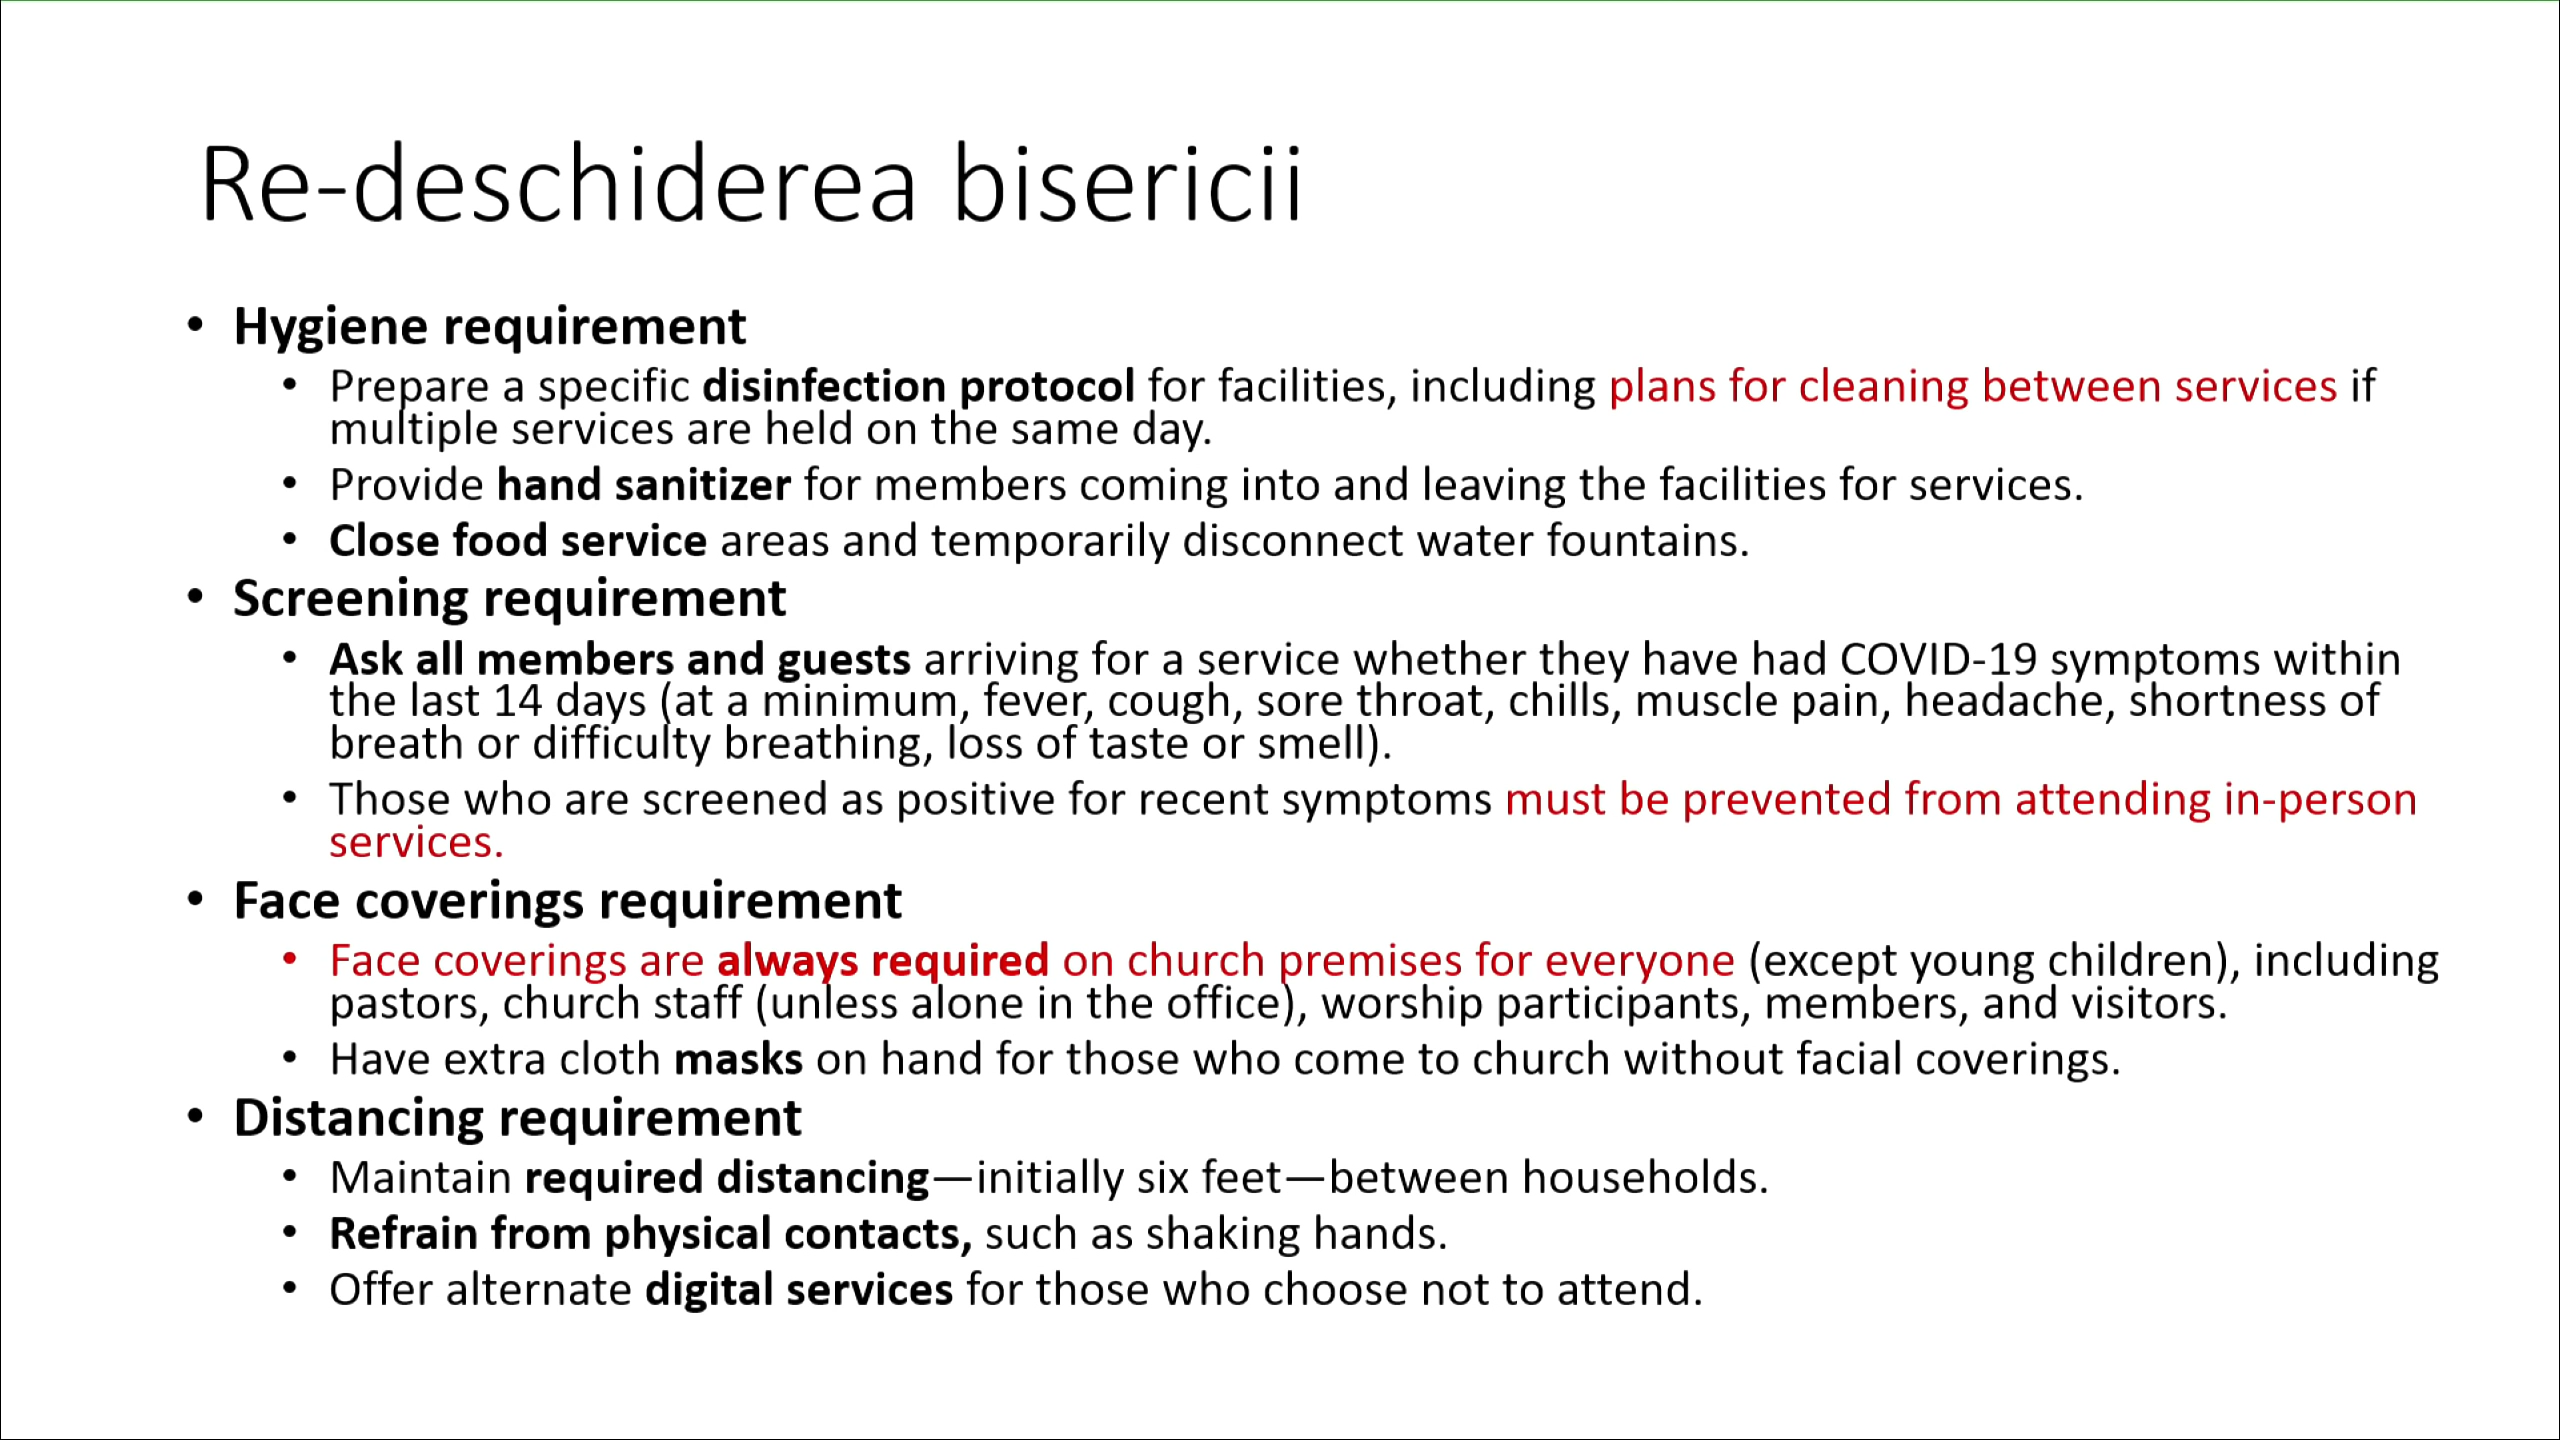 Re-deschiderea bisericii
• Hygiene requirement
• Prepare a specific disinfection protocol for facilities, including plans for cleaning between services if
multiple services are held on the same day.
• Provide hand sanitizer for members coming into and leaving the facilities for services.
• Close food service areas and temporarily disconnect water fountains.
• Screening requirement
• Ask all members and guests arriving for a service whether they have had COVID-19 symptoms within
the last 14 days (at a minimum, fever, cough, sore throat, chills, muscle pain, headache, shortness of
breath or difficulty breathing, loss of taste or smell).
• Those who are screened as positive for recent symptoms must be prevented from attending in-person
services.
• Face coverings requirement
• Face coverings are always required on church premises for everyone (except young children), including
pastors, church staff (unless alone in the office), worship participants, members, and visitors.
• Have extra cloth masks on hand for those who come to church without facial coverings.
• Distancing requirement
• Maintain required distancing—initially six feet—between households.
• Refrain from physical contacts, such as shaking hands.
• Offer alternate digital services for those who choose not to attend.